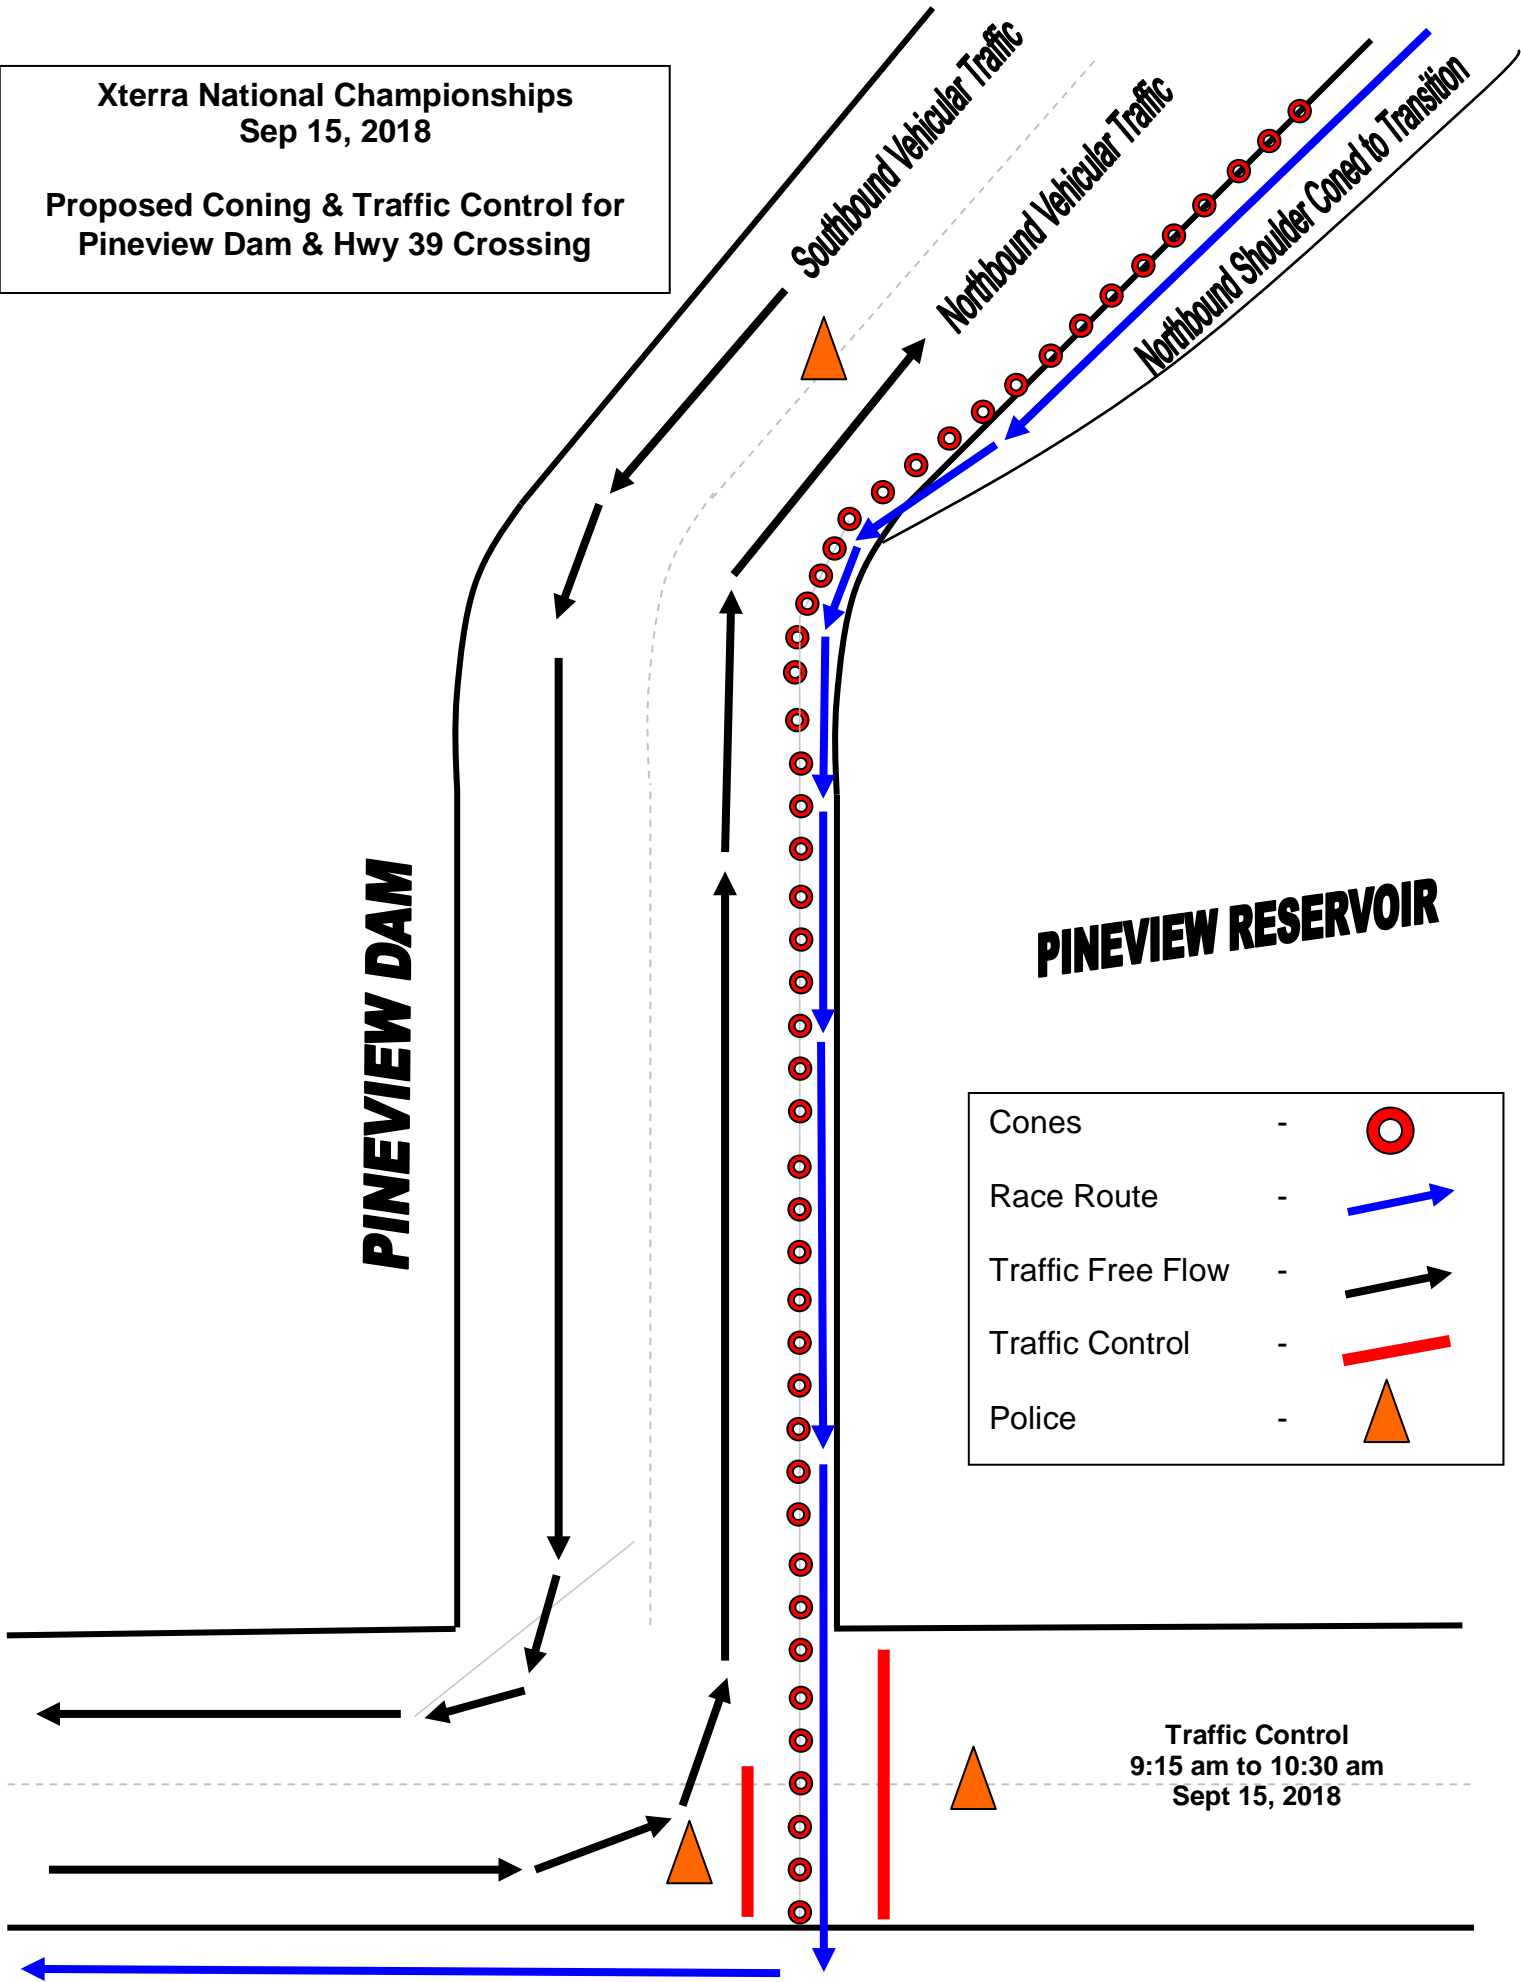 Xterra National Championships
Sep 15, 2018
Proposed Coning & Traffic Control for
Pineview Dam & Hwy 39 Crossing
Southbound Vehicular Traffic
Northbound Vehicular Traffic
Northbound Shoulder Coned to Transition
PINEVIEW DAM
PINEVIEW RESERVOIR
Cones -
Race Route -
Traffic Free Flow -
Traffic Control -
Police -
Traffic Control
9:15 am to 10:30 am
Sept 15, 2018